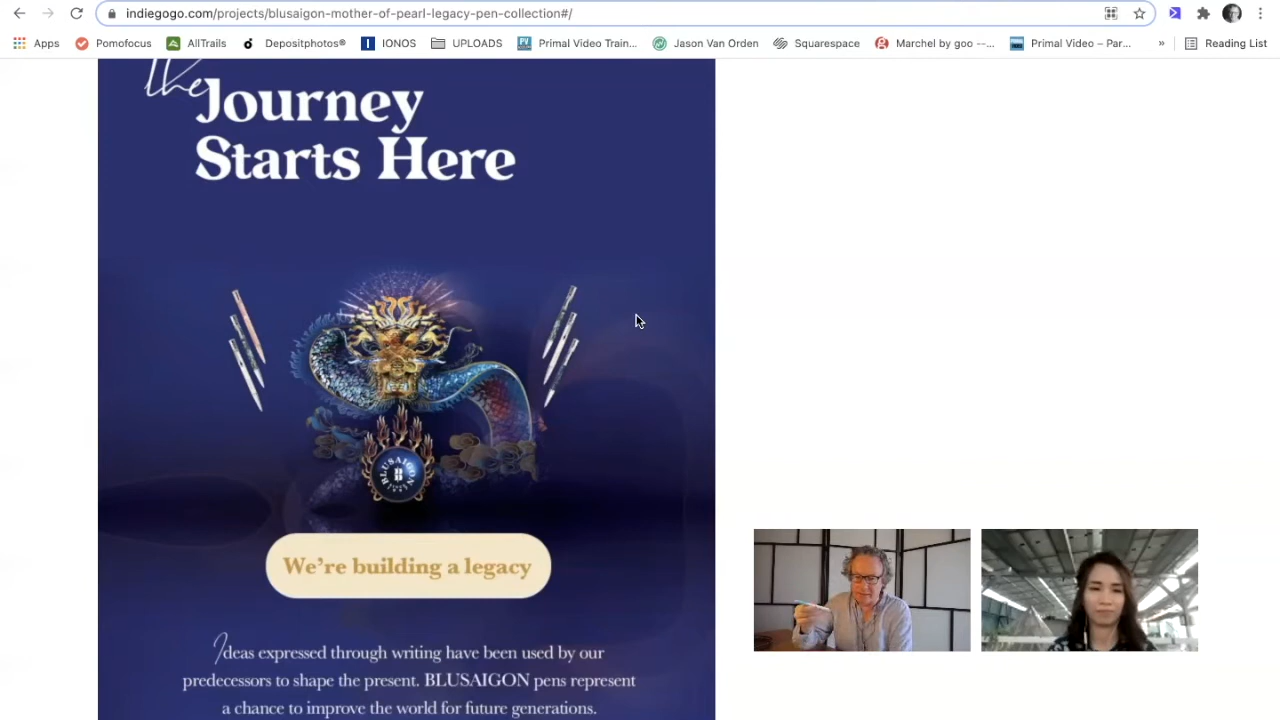 indiegogo.com/projects/blusaigon-mother-of-pearl-legacy-pen-collection#/
Apps Pomofocus AllTrails Depositphotos® IONOS UPLOADS Primal Video Train... Jason Van Orden Squarespace Marchel by goo --... Primal Video – Par... » Reading List
the
Journey
Starts Here
BLUSAIGON
B
We're building a legacy
Ideas expressed through writing have been used by our
predecessors to shape the present. BLUSAIGON pens represent
a chance to improve the world for future generations.